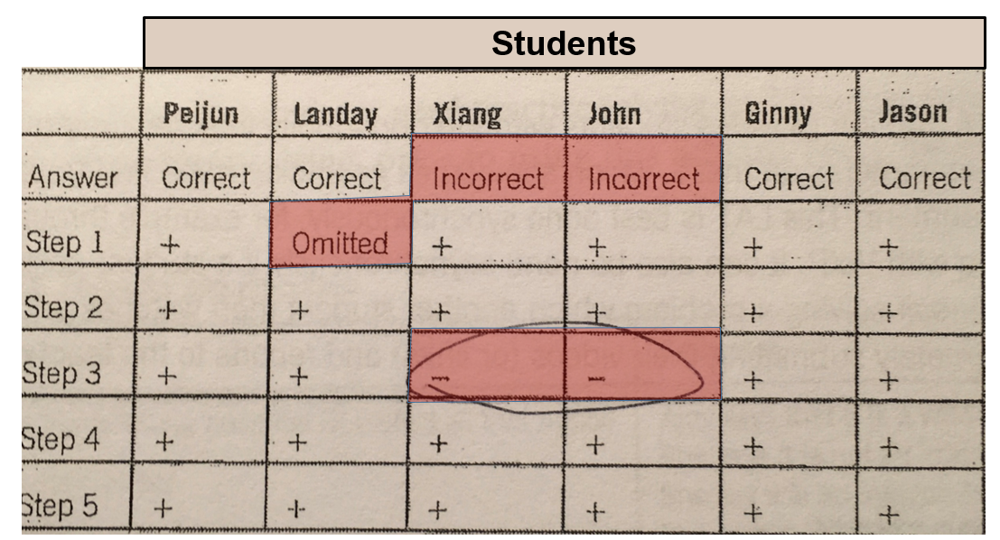 Students
Peijun Landay Xiang John Ginny Jason
Answer Correct Correct Incorrect Incorrect Correct Correct
Step 1 + Omitted + + + +
Step 2 + + + + + +
Step 3 + + - - + +
Step 4 + + + + + +
Step 5 + + + + + +